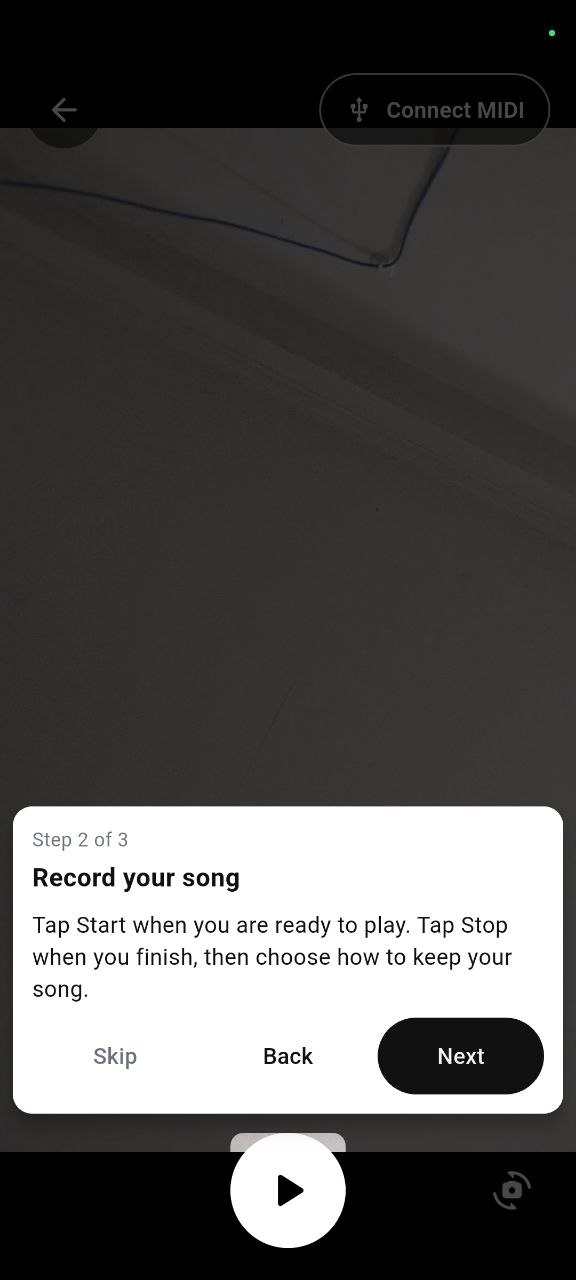 Connect MIDI
Step 2 of 3
Record your song
Tap Start when you are ready to play. Tap Stop
when you finish, then choose how to keep your
song.
Skip
Back
Next